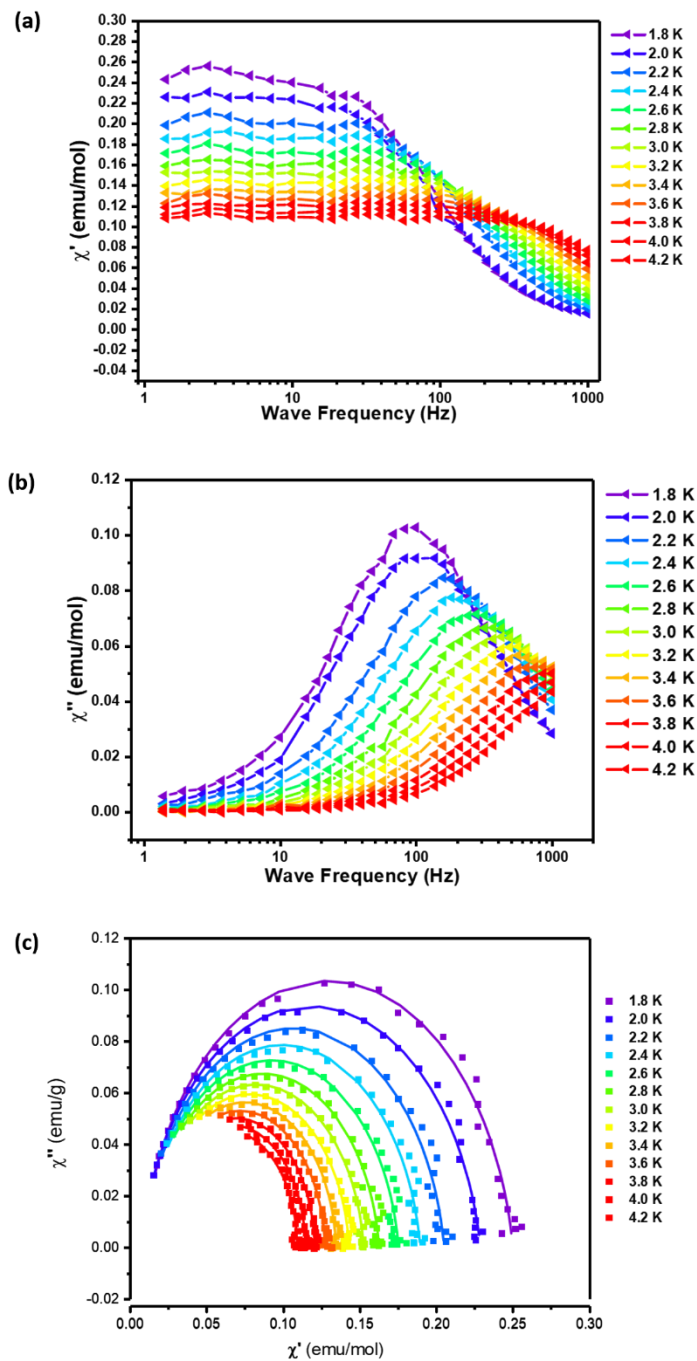 (a)
0.30
0.28
0.26
0.24
0.22
0.20
0.18
0.16
0.14
0.12
0.10
0.08
0.06
0.04
0.02
0.00
-0.02
-0.04
χ' (emu/mol)
1 10 100 1000
Wave Frequency (Hz)
1.8 K
2.0 K
2.2 K
2.4 K
2.6 K
2.8 K
3.0 K
3.2 K
3.4 K
3.6 K
3.8 K
4.0 K
4.2 K
(b)
0.12
0.10
0.08
0.06
0.04
0.02
0.00
χ" (emu/mol)
1 10 100 1000
Wave Frequency (Hz)
1.8 K
2.0 K
2.2 K
2.4 K
2.6 K
2.8 K
3.0 K
3.2 K
3.4 K
3.6 K
3.8 K
4.0 K
4.2 K
(c)
0.12
0.10
0.08
0.06
0.04
0.02
0.00
-0.02
χ" (emu/g)
0.00 0.05 0.10 0.15 0.20 0.25 0.30
χ' (emu/mol)
1.8 K
2.0 K
2.2 K
2.4 K
2.6 K
2.8 K
3.0 K
3.2 K
3.4 K
3.6 K
3.8 K
4.0 K
4.2 K